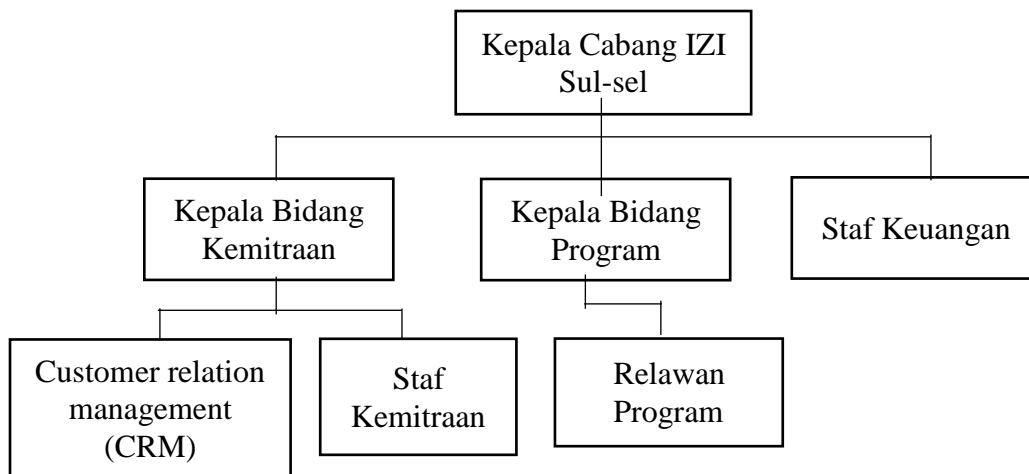 Kepala Cabang IZI
Sul-sel
Kepala Bidang
Kemitraan
Kepala Bidang
Program
Staf Keuangan
Customer relation
management
(CRM)
Staf
Kemitraan
Relawan
Program